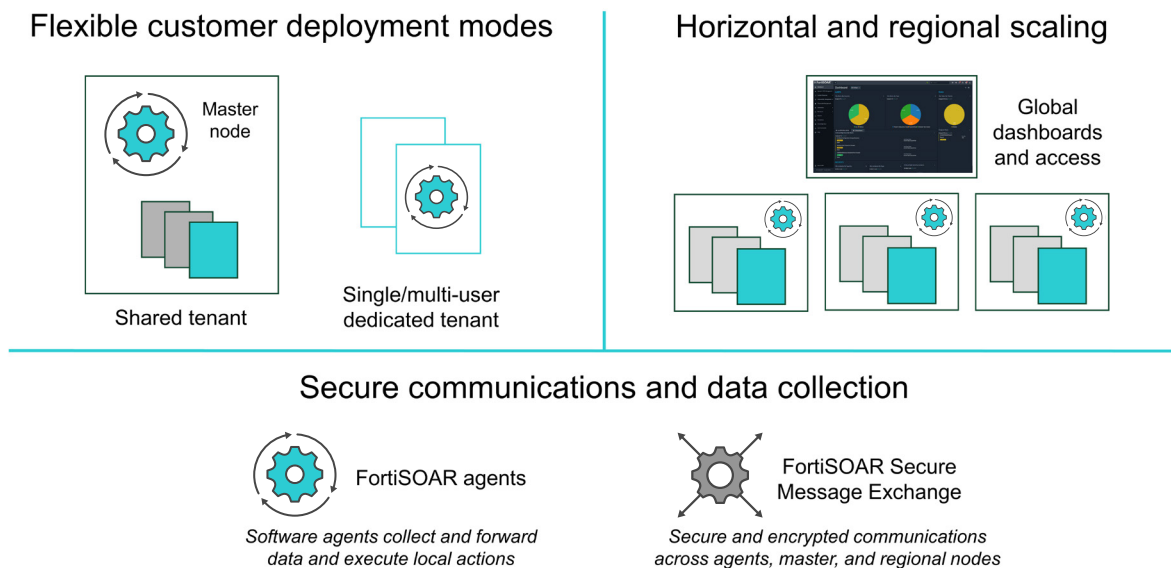 Flexible customer deployment modes
Master
node
Shared tenant
Single/multi-user
dedicated tenant
Horizontal and regional scaling
Global
dashboards
and access
Secure communications and data collection
FortiSOAR agents
Software agents collect and forward
data and execute local actions
FortiSOAR Secure
Message Exchange
Secure and encrypted communications
across agents, master, and regional nodes